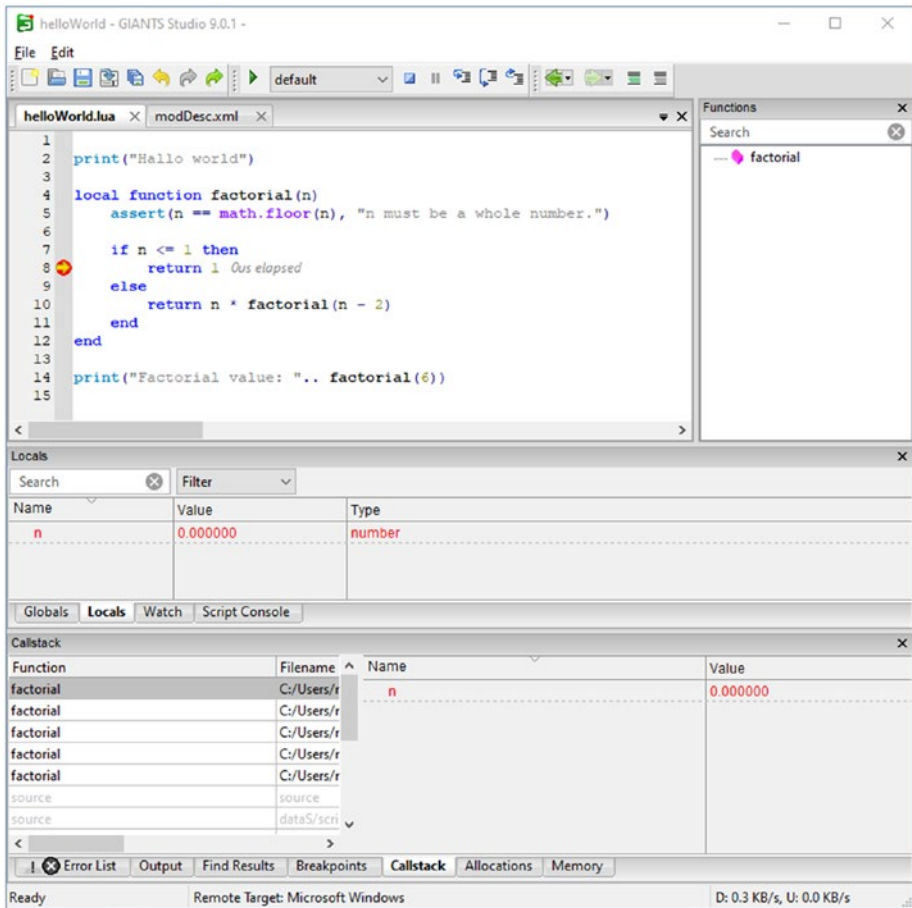 helloWorld - GIANTS Studio 9.0.1 -
File Edit
default
helloWorld.lua modDesc.xml
Functions
Search
factorial
1
2 print("Hallo world")
3
4 local function factorial(n)
5 assert(n == math.floor(n), "n must be a whole number.")
6
7 if n <= 1 then
8 return 1 0us elapsed
9 else
10 return n * factorial(n - 2)
11 end
12 end
13
14 print("Factorial value: ".. factorial(6))
15
Locals
Search Filter
Name Value Type
n 0.000000 number
Globals Locals Watch Script Console
Callstack
Function Filename Name Value
factorial C:/Users/r n 0.000000
factorial C:/Users/r
factorial C:/Users/r
factorial C:/Users/r
factorial C:/Users/r
source source
source dataS/scri
! Error List Output Find Results Breakpoints Callstack Allocations Memory
Ready Remote Target: Microsoft Windows D: 0.3 KB/s, U: 0.0 KB/s